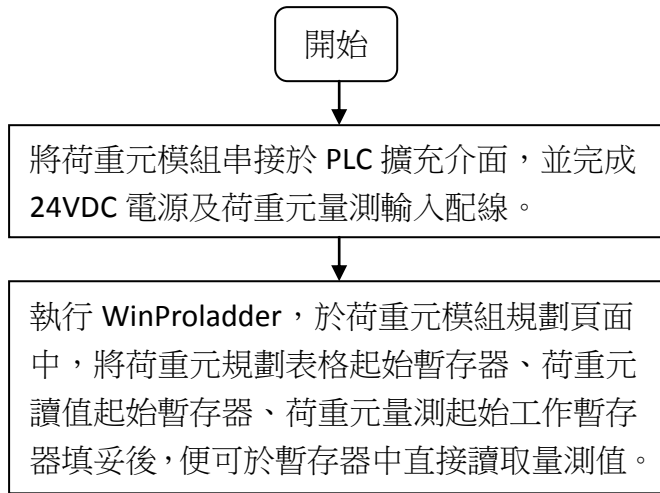 開始
將荷重元模組串接於 PLC 擴充介面，並完成
24VDC 電源及荷重元量測輸入配線。
執行 WinProladder，於荷重元模組規劃頁面
中，將荷重元規劃表格起始暫存器、荷重元
讀值起始暫存器、荷重元量測起始工作暫存
器填妥後，便可於暫存器中直接讀取量測值。